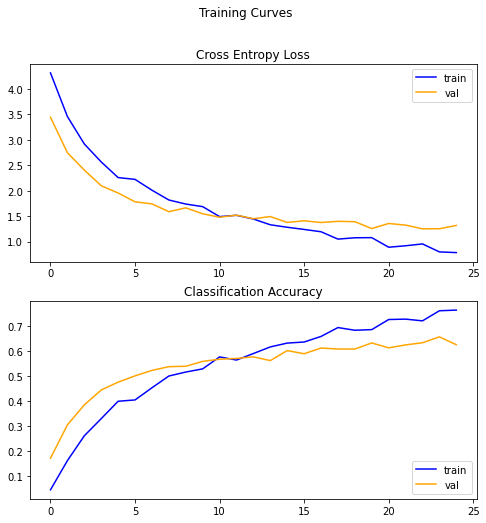 Training Curves
Cross Entropy Loss
4.0
3.5
3.0
2.5
2.0
1.5
1.0
train
val
0 5 10 15 20 25
Classification Accuracy
0.7
0.6
0.5
0.4
0.3
0.2
0.1
train
val
0 5 10 15 20 25